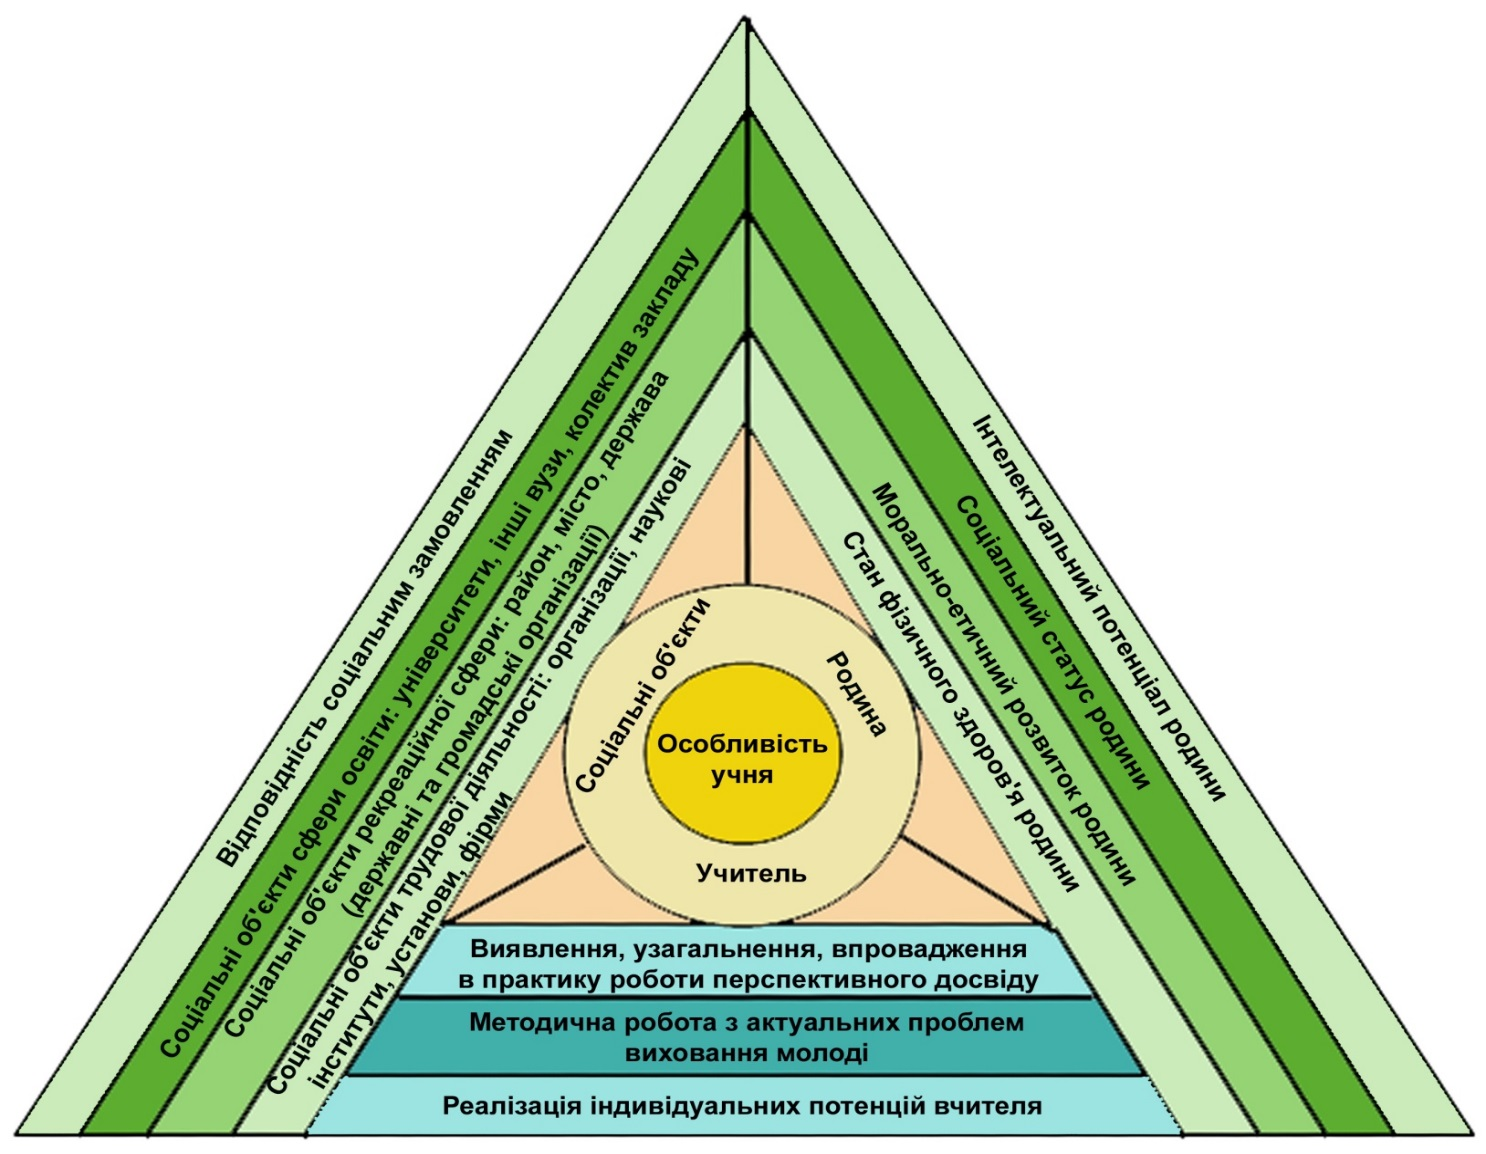 Відповідність соціальним замовленням
Соціальні об'єкти сфери освіти: університети, інші вузи, колектив закладу
Соціальні об'єкти рекреаційної сфери: район, місто, держава
(державні та громадські організації)
Соціальні об'єкти трудової діяльності: організації, наукові
інститути, установи, фірми
Інтелектуальний потенціал родини
Соціальний статус родини
Морально-етичний розвиток родини
Стан фізичного здоров'я родини
Соціальні об'єкти
Родина
Особливість
учня
Учитель
Виявлення, узагальнення, впровадження
в практику роботи перспективного досвіду
Методична робота з актуальних проблем
виховання молоді
Реалізація індивідуальних потенцій вчителя